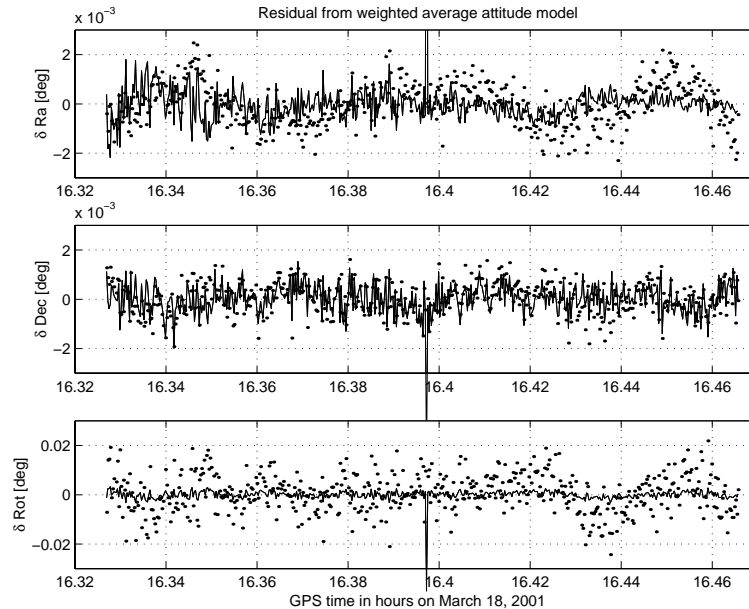 Residual from weighted average attitude model
x 10⁻³
δ Ra [deg]
2
0
−2
16.32 16.34 16.36 16.38 16.4 16.42 16.44 16.46
x 10⁻³
δ Dec [deg]
2
0
−2
16.32 16.34 16.36 16.38 16.4 16.42 16.44 16.46
δ Rot [deg]
0.02
0
−0.02
16.32 16.34 16.36 16.38 16.4 16.42 16.44 16.46
GPS time in hours on March 18, 2001